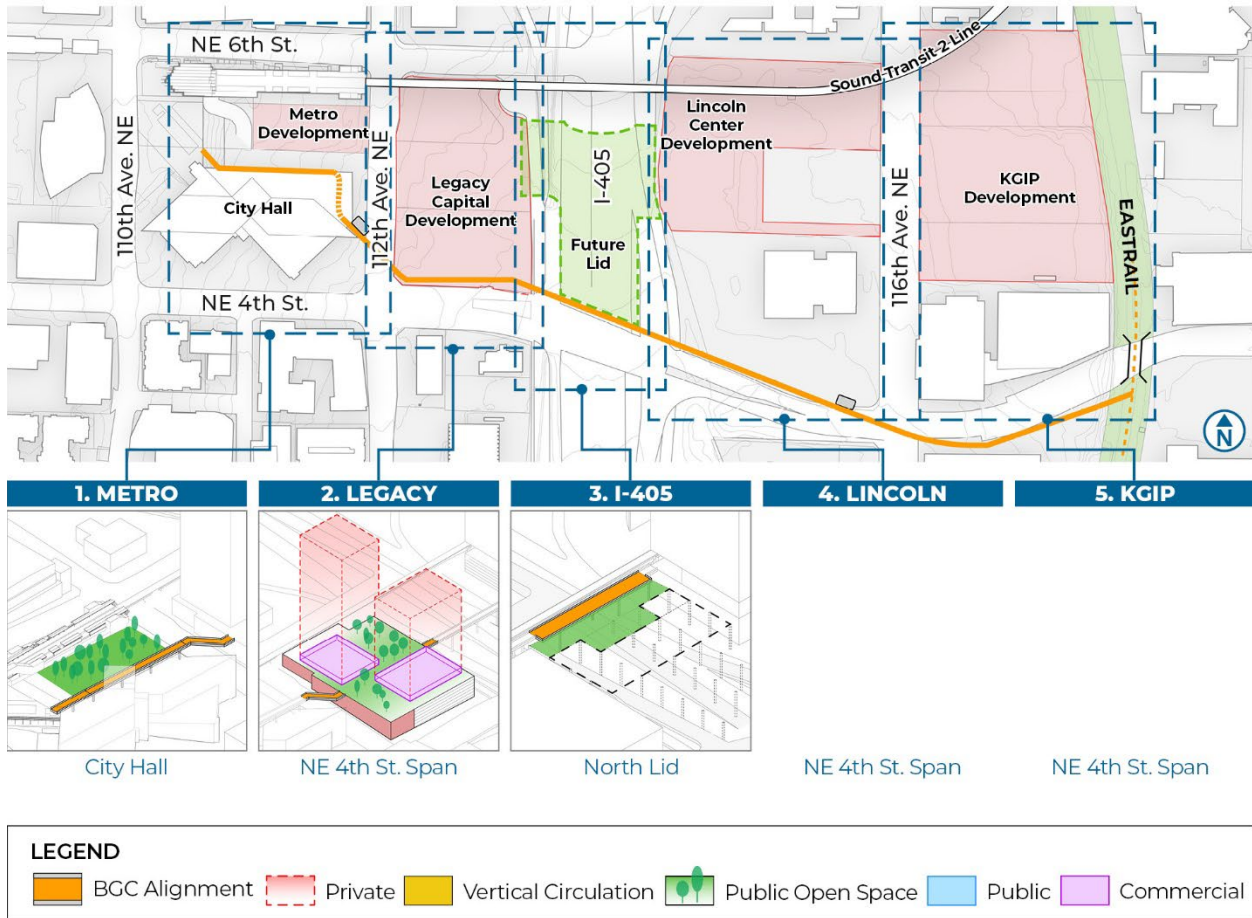 NE 6th St.
Sound Transit 2 Line
110th Ave. NE
Metro
Development
112th Ave. NE
Legacy
Capital
Development
I-405
Lincoln
Center
Development
116th Ave. NE
KGIP
Development
EASTRAIL
City Hall
Future
Lid
NE 4th St.
N
1. METRO
2. LEGACY
3. I-405
4. LINCOLN
5. KGIP
City Hall
NE 4th St. Span
North Lid
NE 4th St. Span
NE 4th St. Span
LEGEND
BGC Alignment
Private
Vertical Circulation
Public Open Space
Public
Commercial